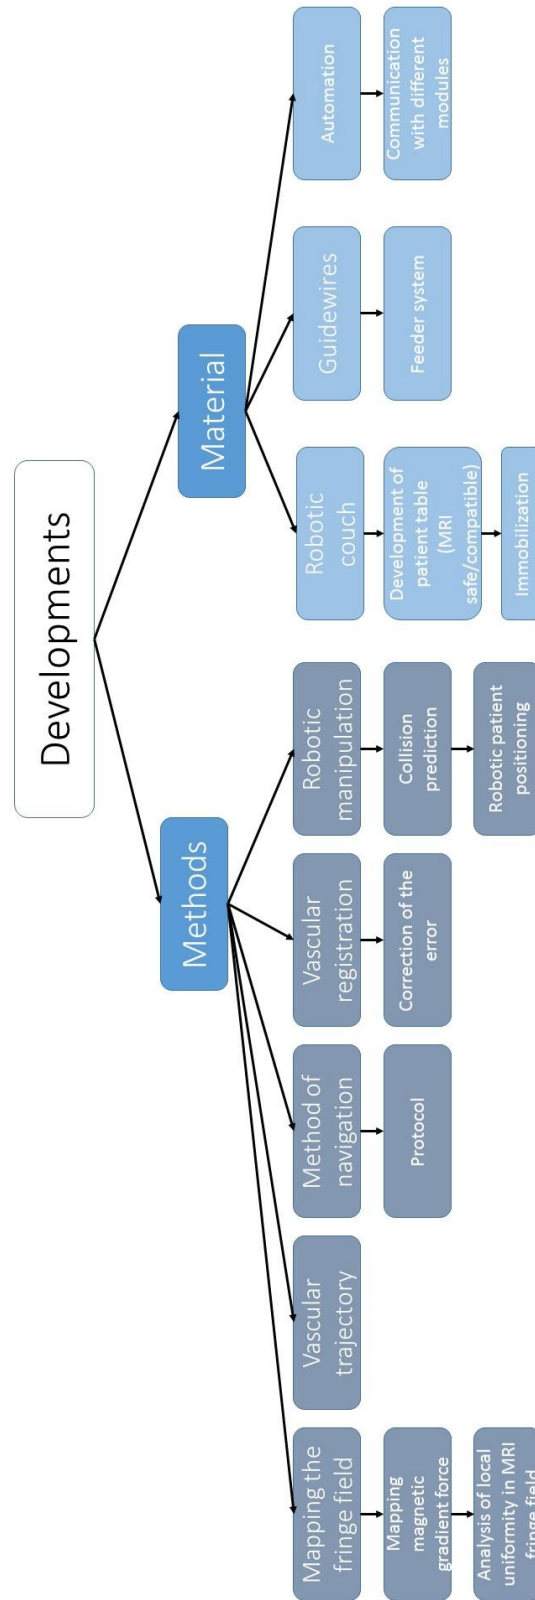 Developments
Methods
Material
Mapping the
fringe field
Vascular
trajectory
Method of
navigation
Vascular
registration
Robotic
manipulation
Robotic
couch
Guidewires
Automation
Mapping
magnetic
gradient force
Protocol
Correction of the
error
Collision
prediction
Development of
patient table
(MRI
safe/compatible)
Feeder system
Communication
with different
modules
Analysis of local
uniformity in MRI
fringe field
Robotic patient
positioning
Immobilization